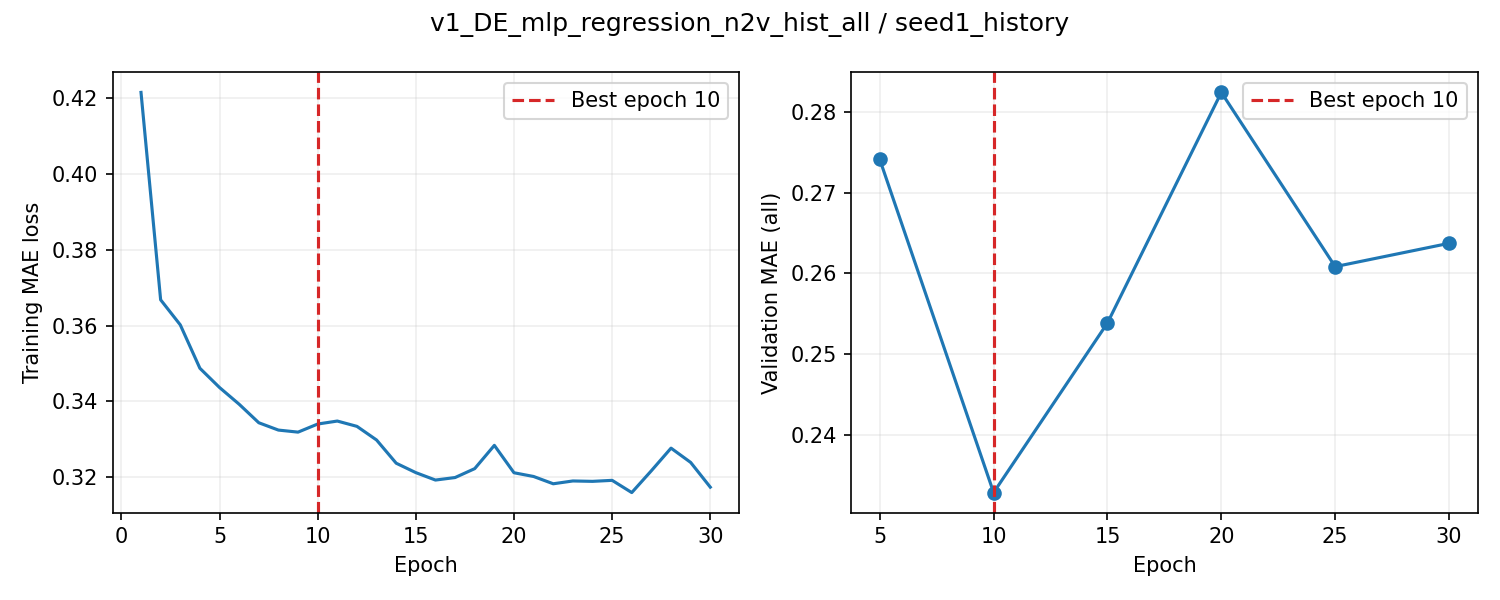 v1_DE_mlp_regression_n2v_hist_all / seed1_history
Training MAE loss
0.42
0.40
0.38
0.36
0.34
0.32
0 5 10 15 20 25 30
Epoch
Best epoch 10
Validation MAE (all)
0.28
0.27
0.26
0.25
0.24
5 10 15 20 25 30
Epoch
Best epoch 10